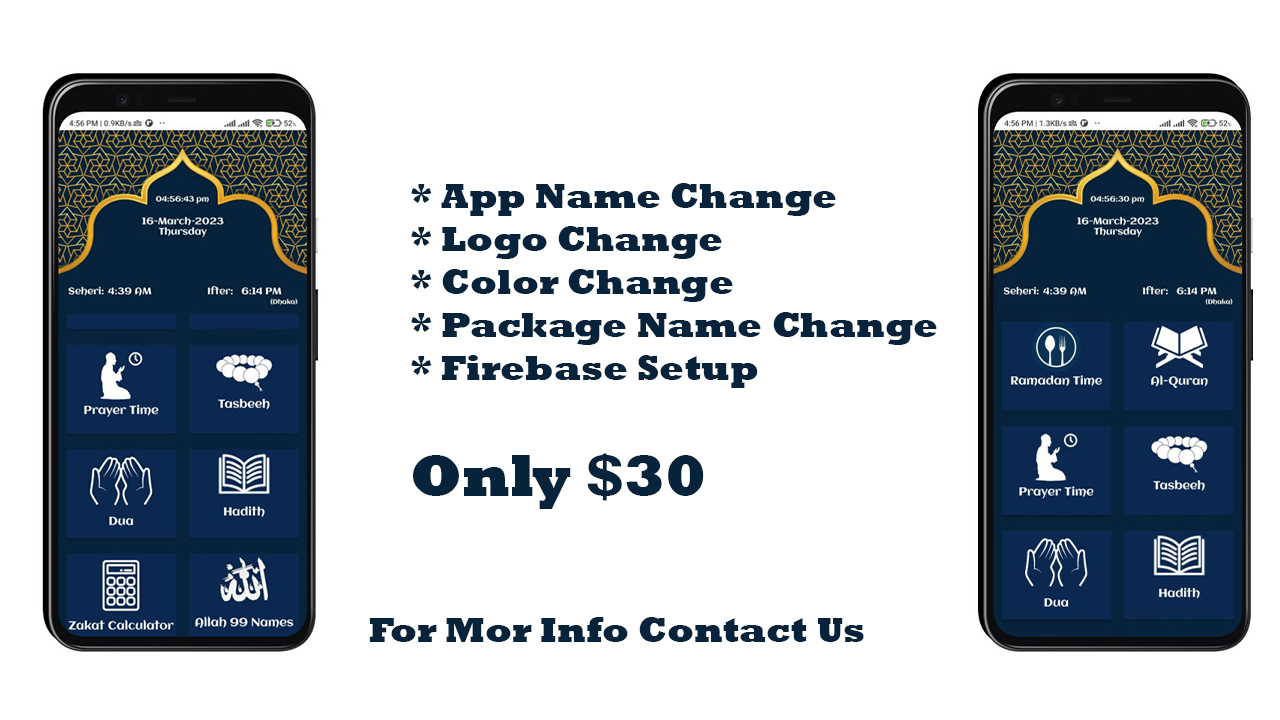 4:56 PM | 0.9KB/s
52%
04:56:43 pm
16-March-2023
Thursday
Seheri: 4:39 AM
Ifter: 6:14 PM
(Dhaka)
Prayer Time
Tasbeeh
Dua
Hadith
Zakat Calculator
الله
Allah 99 Names
* App Name Change
* Logo Change
* Color Change
* Package Name Change
* Firebase Setup
Only $30
For Mor Info Contact Us
4:56 PM | 1.3KB/s
52%
04:56:30 pm
16-March-2023
Thursday
Seheri: 4:39 AM
Ifter: 6:14 PM
(Dhaka)
Ramadan Time
Al-Quran
Prayer Time
Tasbeeh
Dua
Hadith